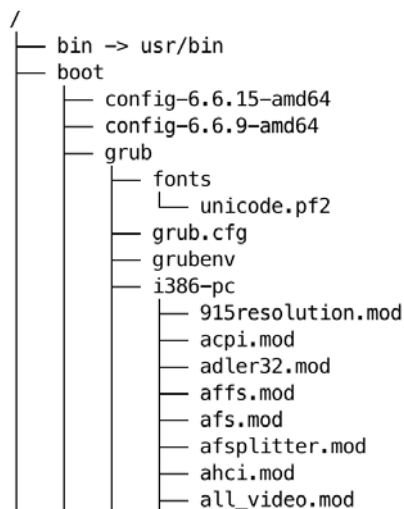 /
├── bin -> usr/bin
├── boot
│   ├── config-6.6.15-amd64
│   ├── config-6.6.9-amd64
│   ├── grub
│   │   ├── fonts
│   │   │   └── unicode.pf2
│   │   ├── grub.cfg
│   │   ├── grubenv
│   │   ├── i386-pc
│   │   │   ├── 915resolution.mod
│   │   │   ├── acpi.mod
│   │   │   ├── adler32.mod
│   │   │   ├── affs.mod
│   │   │   ├── afs.mod
│   │   │   ├── afsplitter.mod
│   │   │   ├── ahci.mod
│   │   │   ├── all_video.mod